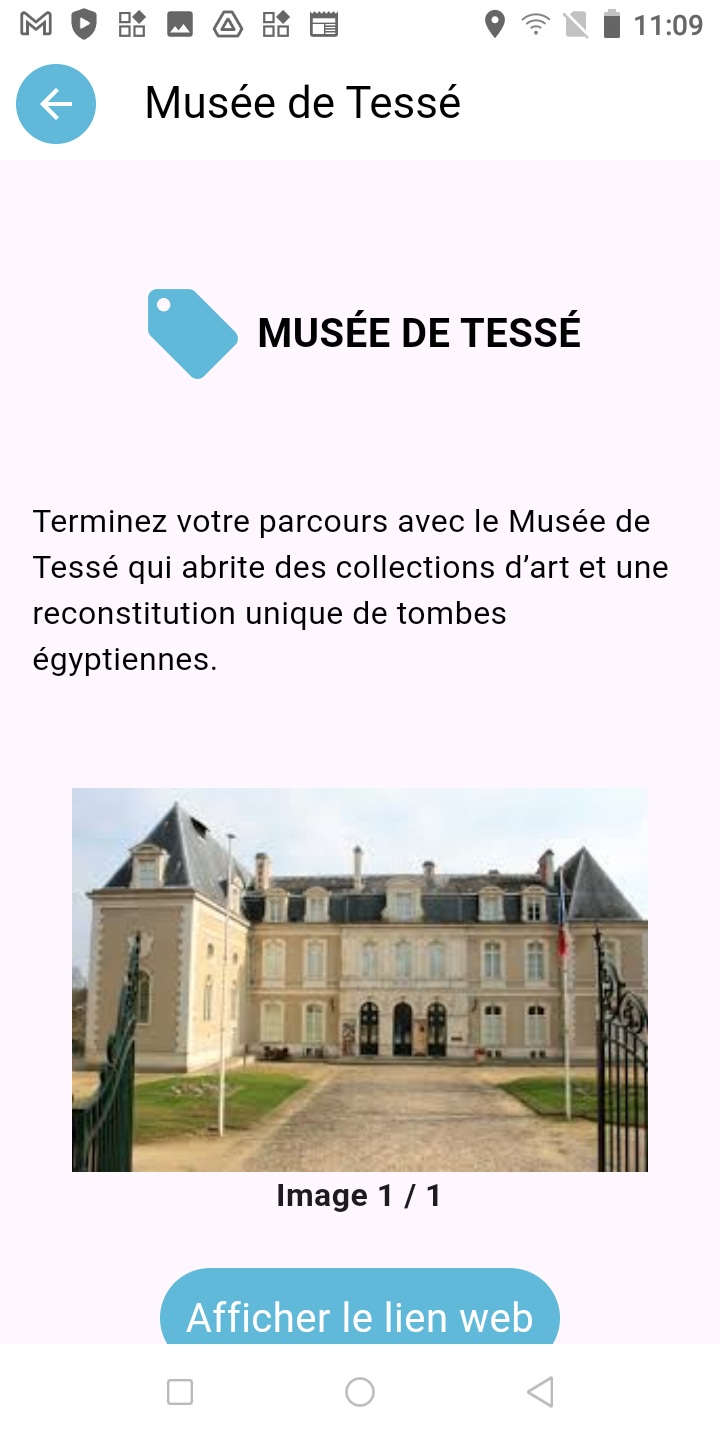 11:09
Musée de Tessé
MUSÉE DE TESSÉ
Terminez votre parcours avec le Musée de
Tessé qui abrite des collections d’art et une
reconstitution unique de tombes
égyptiennes.
Image 1 / 1
Afficher le lien web